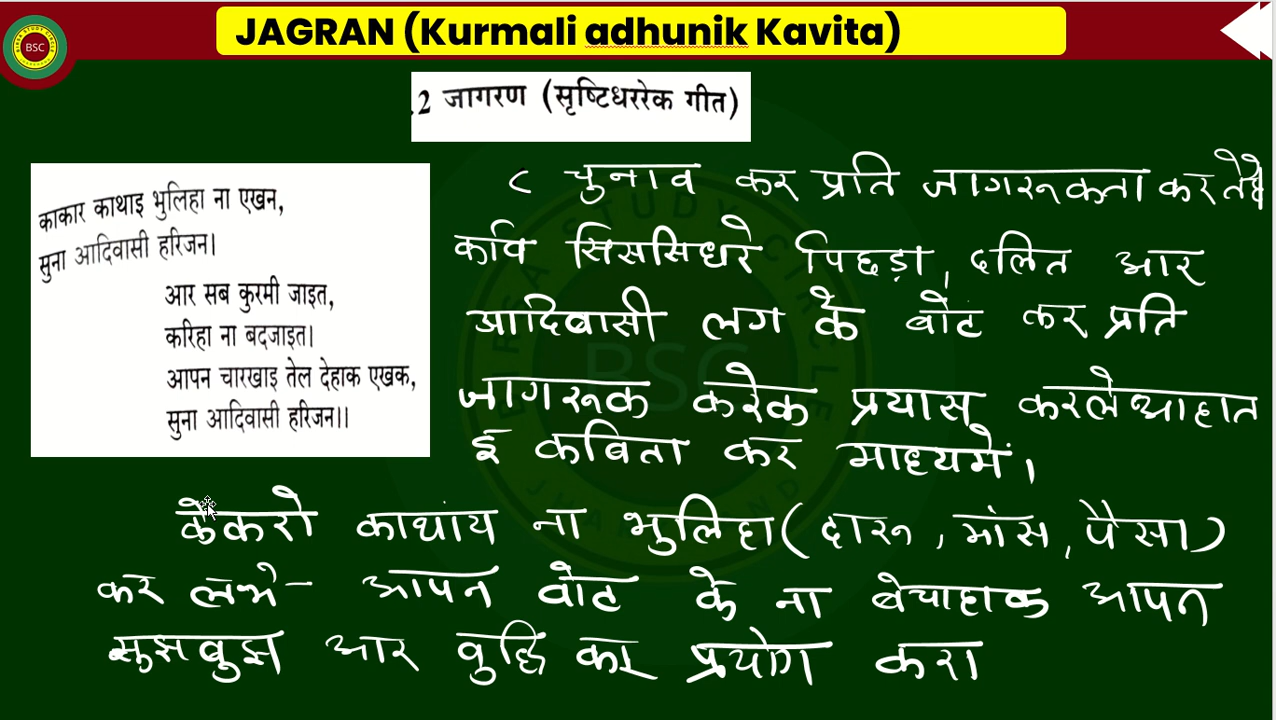 JAGRAN (Kurmali adhunik Kavita)
BSC
.2 जागरण (सृष्टिधररेक गीत)
काकार काथाइ भुलिहा ना एखन,
सुना आदिवासी हरिजन।
आर सब कुरमी जाइत,
करिहा ना बदजाइत।
आपन चारखाइ तेल देहाक एखक,
सुना आदिवासी हरिजन।।
चुनाव कर प्रति जागरूकता करतेहे
कवि सिससिधरे पिछड़ा, दलित आर
आदिवासी लग के वोट कर प्रति
जागरूक करेक प्रयास करले आहात
इ कविता कर माध्यमे।
केकरो काथांय ना भुलिहा (दारू, मांस, पैसा)
कर लभे - आपन वोट के ना बेचाहाक आपन
सुझबुझ आर वुद्धि कर प्रयोग करा